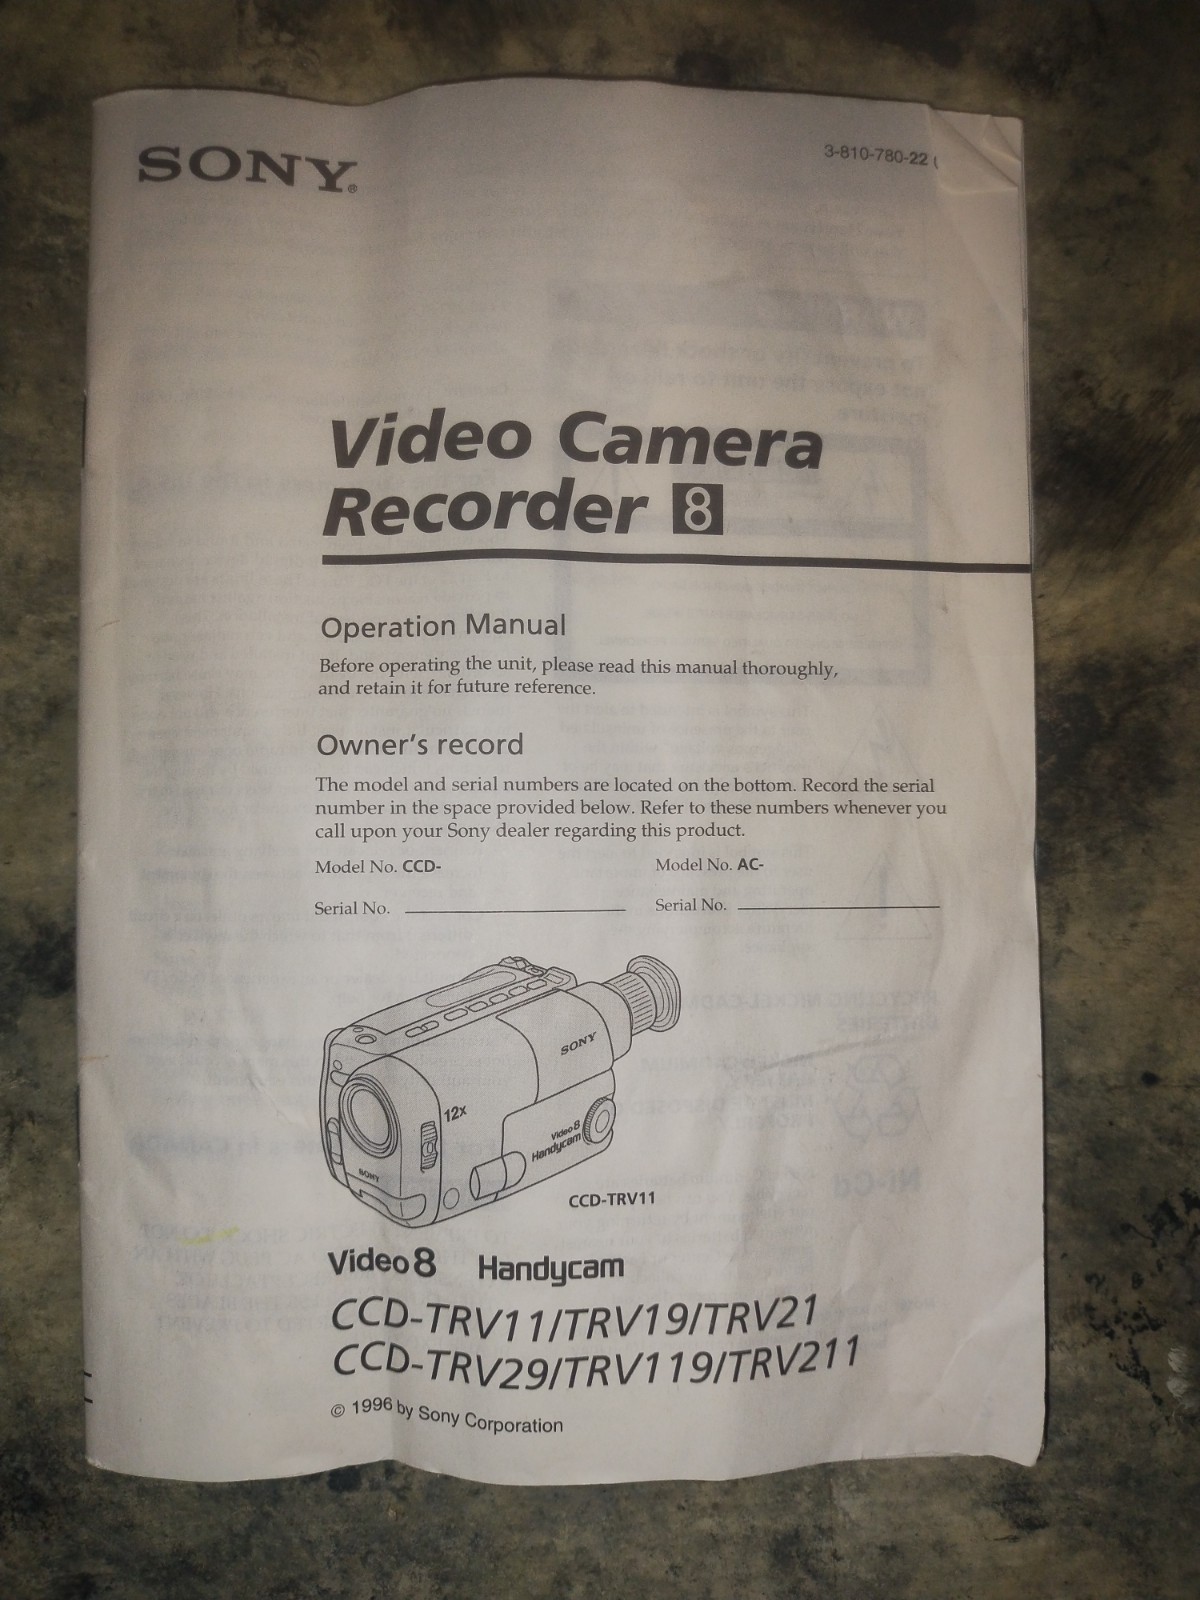 SONY®
3-810-780-22 (
Video Camera
Recorder 8
Operation Manual
Before operating the unit, please read this manual thoroughly,
and retain it for future reference.
Owner's record
The model and serial numbers are located on the bottom. Record the serial
number in the space provided below. Refer to these numbers whenever you
call upon your Sony dealer regarding this product.
Model No. CCD-
Model No. AC-
Serial No.
Serial No.
SONY
12x
Video8
Handycam
SONY
CCD-TRV11
Video8 Handycam
CCD-TRV11/TRV19/TRV21
CCD-TRV29/TRV119/TRV211
© 1996 by Sony Corporation